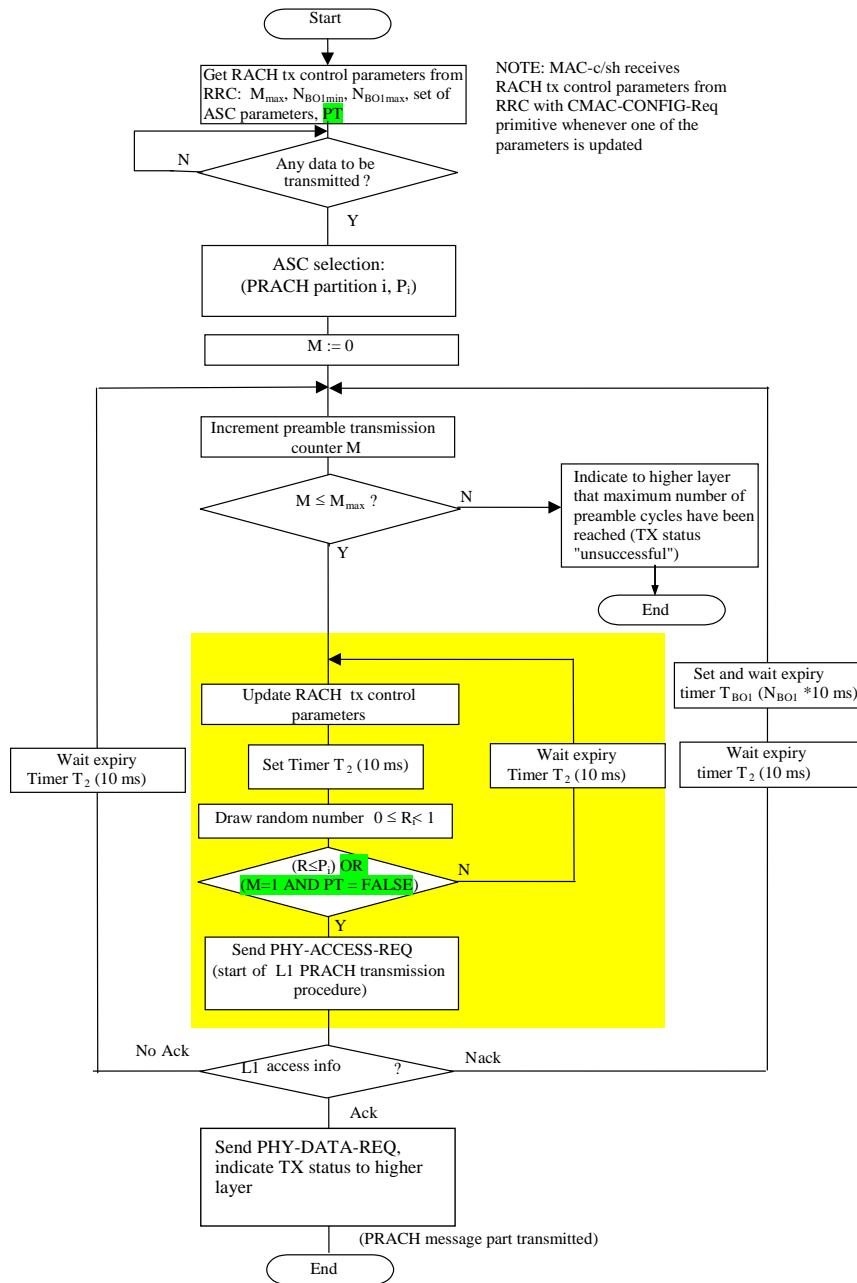 Start
Get RACH tx control parameters from
RRC: Mmax, NBO1min, NBO1max, set of
ASC parameters, PT
NOTE: MAC-c/sh receives
RACH tx control parameters from
RRC with CMAC-CONFIG-Req
primitive whenever one of the
parameters is updated
N
Any data to be
transmitted ?
Y
ASC selection:
(PRACH partition i, Pi)
M := 0
Increment preamble transmission
counter M
M ≤ Mmax ?
N
Y
Indicate to higher layer
that maximum number of
preamble cycles have been
reached (TX status
"unsuccessful")
End
Update RACH tx control
parameters
Set and wait expiry
timer TBO1 (NBO1 *10 ms)
Wait expiry
Timer T2 (10 ms)
Set Timer T2 (10 ms)
Wait expiry
Timer T2 (10 ms)
Wait expiry
timer T2 (10 ms)
Draw random number 0 ≤ Ri< 1
(R≤Pi) OR
(M=1 AND PT = FALSE)
N
Y
Send PHY-ACCESS-REQ
(start of L1 PRACH transmission
procedure)
No Ack
L1 access info ?
Nack
Ack
Send PHY-DATA-REQ,
indicate TX status to higher
layer
(PRACH message part transmitted)
End